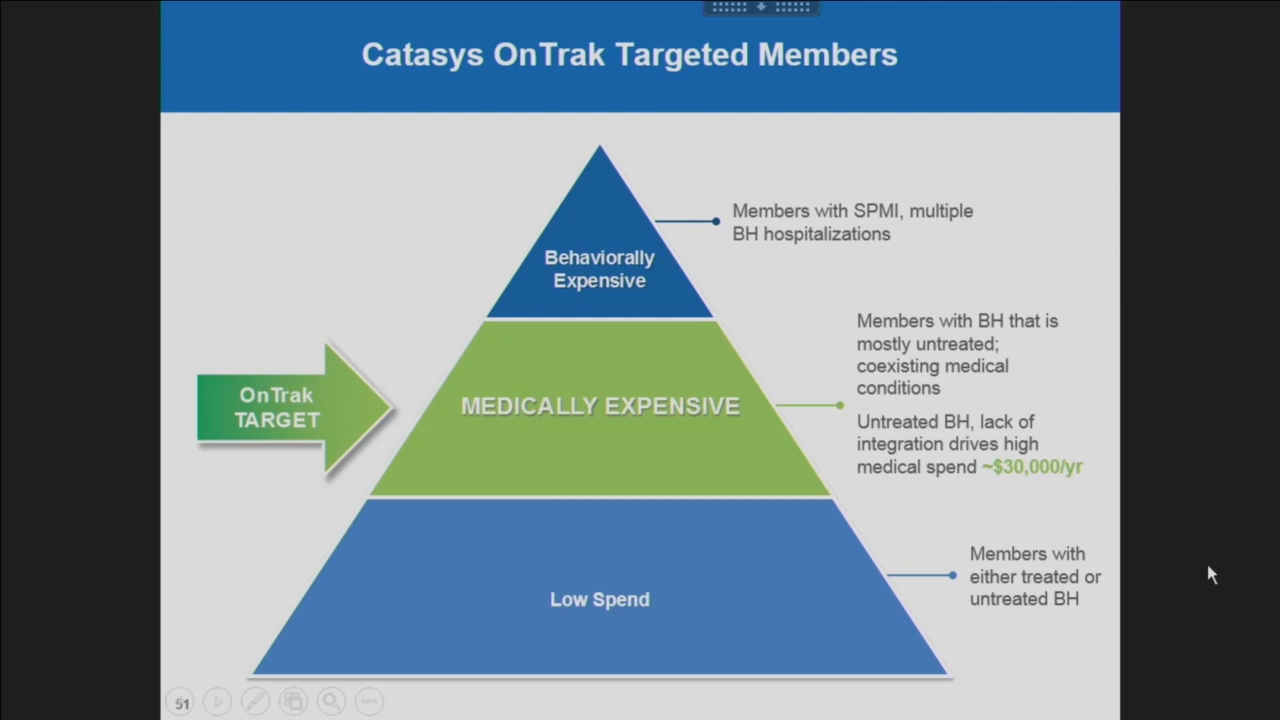 Catasys OnTrak Targeted Members
Members with SPMI, multiple
BH hospitalizations
Behaviorally
Expensive
Members with BH that is
mostly untreated;
coexisting medical
conditions
OnTrak
TARGET
MEDICALLY EXPENSIVE
Untreated BH, lack of
integration drives high
medical spend ~$30,000/yr
Members with
either treated or
untreated BH
Low Spend
51